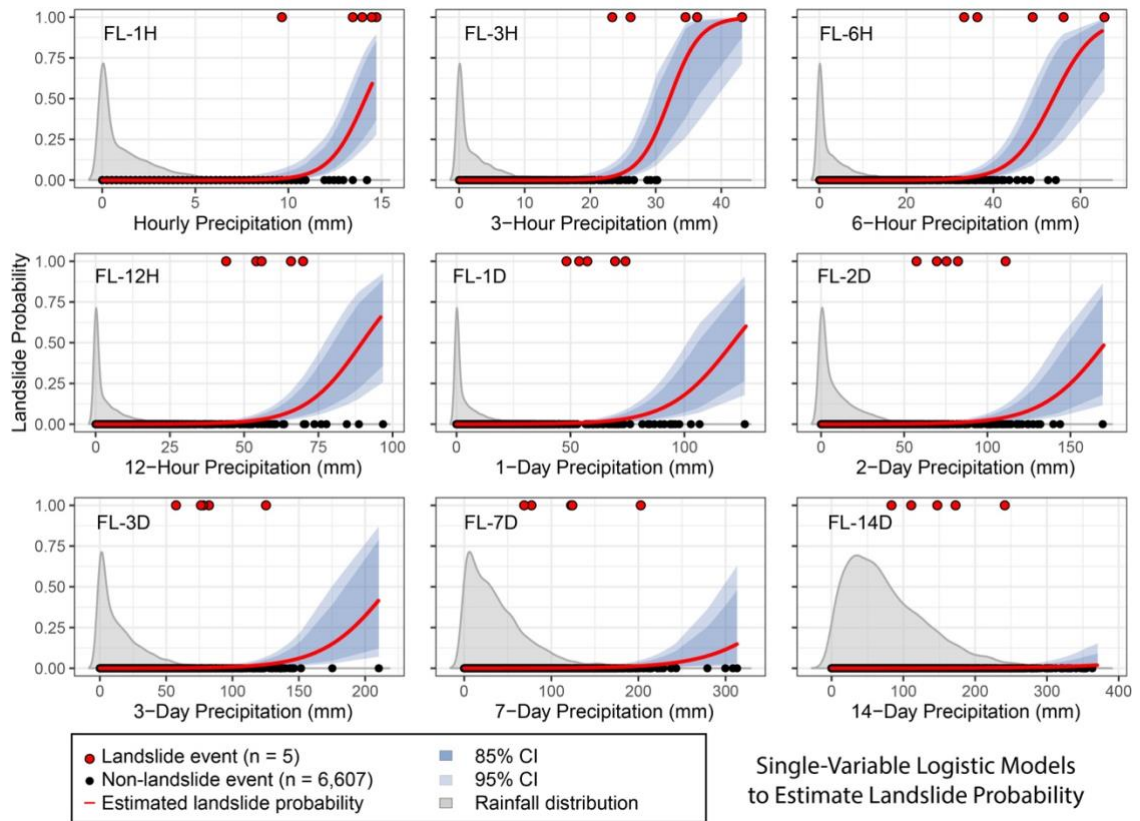 FL-1H
FL-3H
FL-6H
1.00
0.75
0.50
0.25
0.00
0 5 10 15
0 10 20 30 40
0 20 40 60
Hourly Precipitation (mm)
3-Hour Precipitation (mm)
6-Hour Precipitation (mm)
Landslide Probability
FL-12H
FL-1D
FL-2D
1.00
0.75
0.50
0.25
0.00
0 25 50 75 100
0 50 100
0 50 100 150
12-Hour Precipitation (mm)
1-Day Precipitation (mm)
2-Day Precipitation (mm)
FL-3D
FL-7D
FL-14D
1.00
0.75
0.50
0.25
0.00
0 50 100 150 200
0 100 200 300
0 100 200 300 400
3-Day Precipitation (mm)
7-Day Precipitation (mm)
14-Day Precipitation (mm)
Landslide event (n = 5)
Non-landslide event (n = 6,607)
Estimated landslide probability
85% CI
95% CI
Rainfall distribution
Single-Variable Logistic Models
to Estimate Landslide Probability